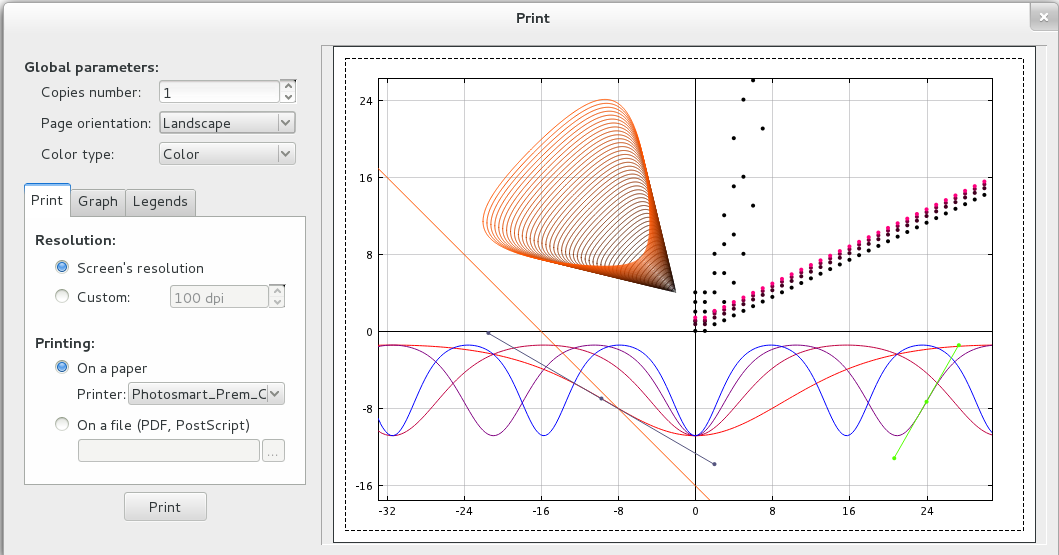 Print
Global parameters:
Copies number: 1
Page orientation: Landscape
Color type: Color
Print Graph Legends
Resolution:
Screen's resolution
Custom: 100 dpi
Printing:
On a paper
Printer: Photosmart_Prem_C
On a file (PDF, PostScript)
...
Print
24
16
8
0
-8
-16
-32 -24 -16 -8 0 8 16 24